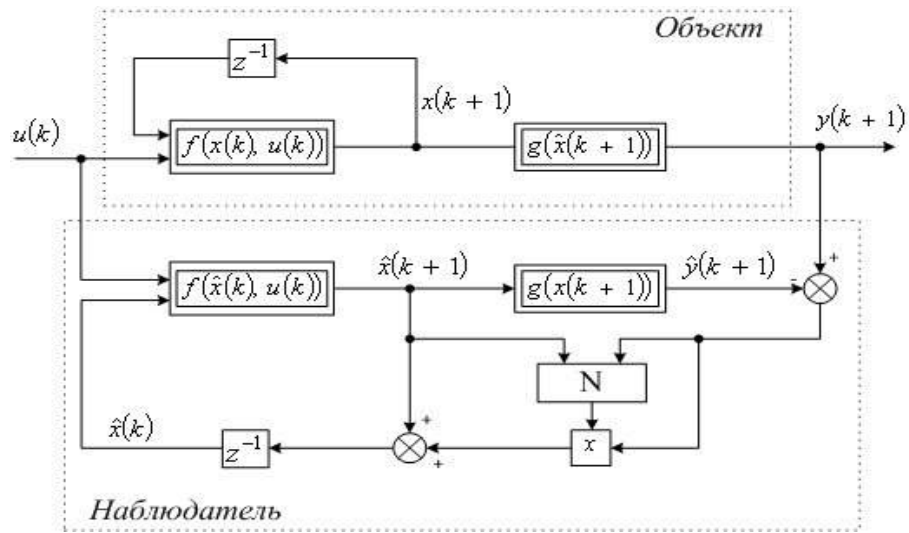 Объект
z⁻¹
x(k + 1)
u(k)
y(k + 1)
f(x(k), u(k))
g(x̂(k + 1))
+
x̂(k + 1)
ŷ(k + 1)
-
f(x̂(k), u(k))
g(x(k + 1))
N
x̂(k)
+
z⁻¹
+
x
Наблюдатель